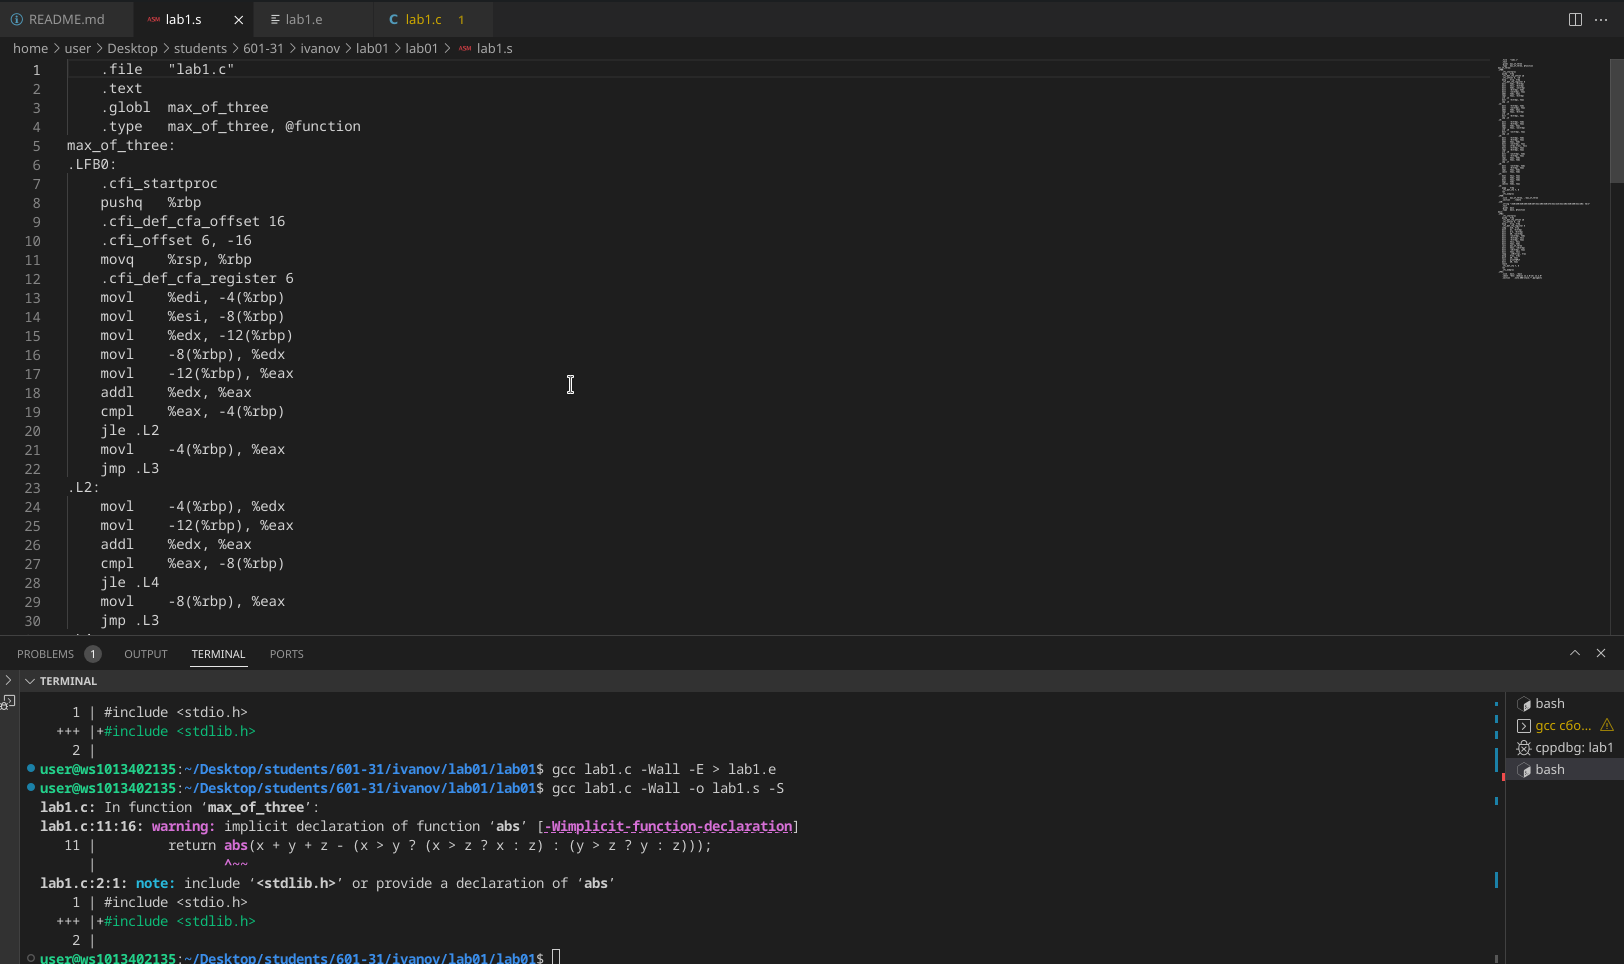 README.md
ASM lab1.s
lab1.e
C lab1.c 1
home > user > Desktop > students > 601-31 > ivanov > lab01 > lab01 > ASM lab1.s
1 .file "lab1.c"
2 .text
3 .globl max_of_three
4 .type max_of_three, @function
5 max_of_three:
6 .LFB0:
7 .cfi_startproc
8 pushq %rbp
9 .cfi_def_cfa_offset 16
10 .cfi_offset 6, -16
11 movq %rsp, %rbp
12 .cfi_def_cfa_register 6
13 movl %edi, -4(%rbp)
14 movl %esi, -8(%rbp)
15 movl %edx, -12(%rbp)
16 movl -8(%rbp), %edx
17 movl -12(%rbp), %eax
18 addl %edx, %eax
19 cmpl %eax, -4(%rbp)
20 jle .L2
21 movl -4(%rbp), %eax
22 jmp .L3
23 .L2:
24 movl -4(%rbp), %edx
25 movl -12(%rbp), %eax
26 addl %edx, %eax
27 cmpl %eax, -8(%rbp)
28 jle .L4
29 movl -8(%rbp), %eax
30 jmp .L3
PROBLEMS 1 OUTPUT TERMINAL PORTS
TERMINAL
1 | #include <stdio.h>
+++ |+#include <stdlib.h>
2 |
user@ws1013402135:~/Desktop/students/601-31/ivanov/lab01/lab01$ gcc lab1.c -Wall -E > lab1.e
user@ws1013402135:~/Desktop/students/601-31/ivanov/lab01/lab01$ gcc lab1.c -Wall -o lab1.s -S
lab1.c: In function ‘max_of_three’:
lab1.c:11:16: warning: implicit declaration of function ‘abs’ [-Wimplicit-function-declaration]
11 | return abs(x + y + z - (x > y ? (x > z ? x : z) : (y > z ? y : z)));
| ^~~
lab1.c:2:1: note: include ‘<stdlib.h>’ or provide a declaration of ‘abs’
1 | #include <stdio.h>
+++ |+#include <stdlib.h>
2 |
user@ws1013402135:~/Desktop/students/601-31/ivanov/lab01/lab01$
bash
gcc сбо...
cppdbg: lab1
bash